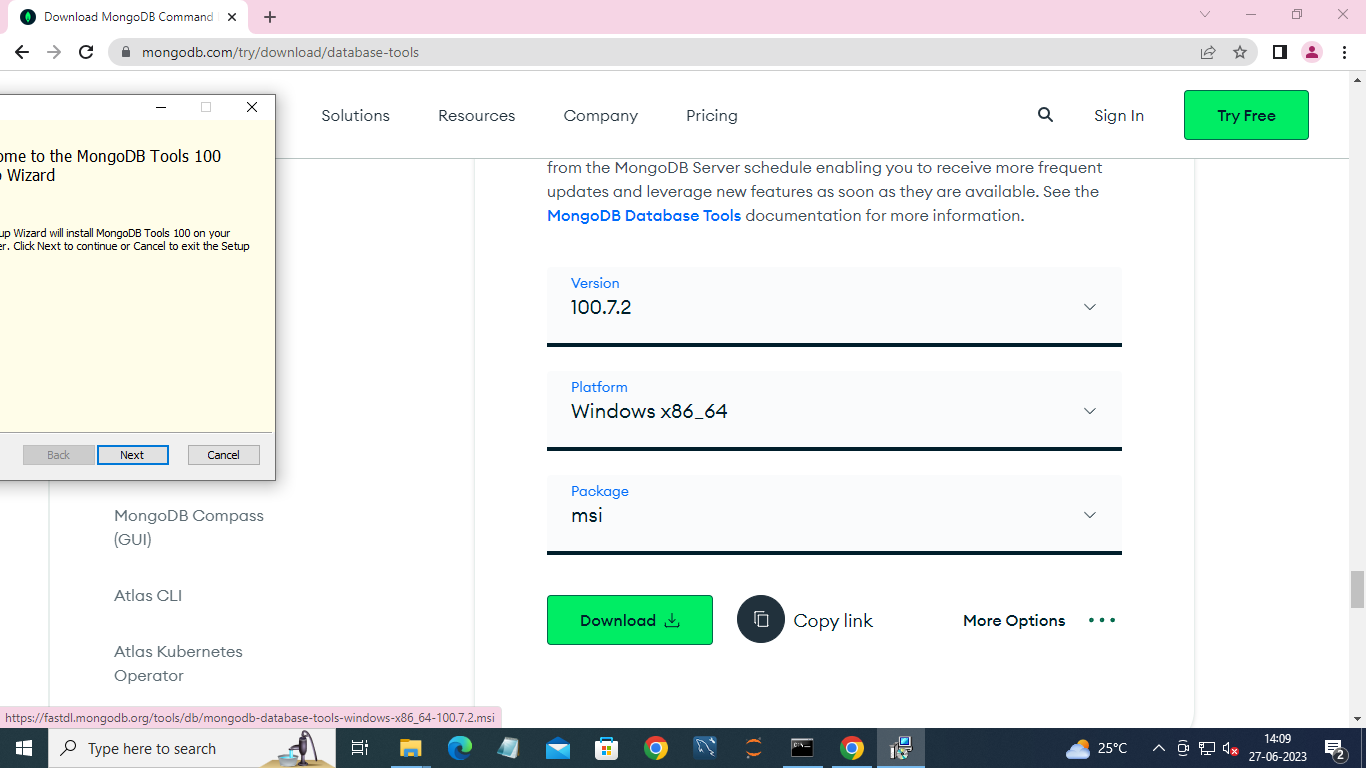 Download MongoDB Command
mongodb.com/try/download/database-tools
Solutions
Resources
Company
Pricing
Sign In
Try Free
to the MongoDB Tools 100
Wizard
Wizard will install MongoDB Tools 100 on your
Click Next to continue or Cancel to exit the Setup
Back
Next
Cancel
from the MongoDB Server schedule enabling you to receive more frequent
updates and leverage new features as soon as they are available. See the
MongoDB Database Tools documentation for more information.
Version
100.7.2
Platform
Windows x86_64
Package
msi
Download
Copy link
More Options
MongoDB Compass
(GUI)
Atlas CLI
Atlas Kubernetes
Operator
https://fastdl.mongodb.org/tools/db/mongodb-database-tools-windows-x86_64-100.7.2.msi
Type here to search
25°C
14:09
27-06-2023
2